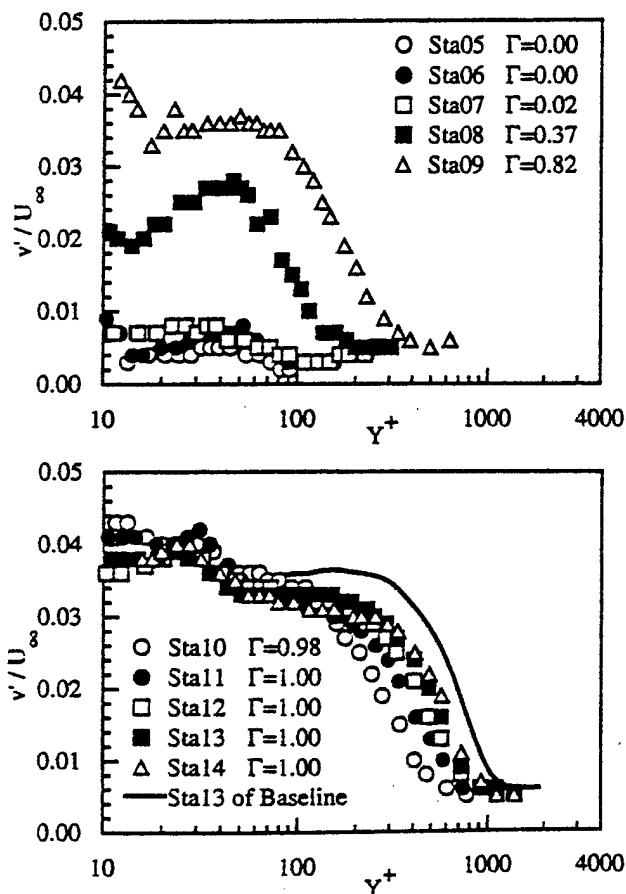 0.05
0.04
0.03
0.02
0.01
0.00
v' / U∞
Sta05 Γ=0.00
Sta06 Γ=0.00
Sta07 Γ=0.02
Sta08 Γ=0.37
Sta09 Γ=0.82
10 100 1000 4000
Y+
0.05
0.04
0.03
0.02
0.01
0.00
v' / U∞
Sta10 Γ=0.98
Sta11 Γ=1.00
Sta12 Γ=1.00
Sta13 Γ=1.00
Sta14 Γ=1.00
Sta13 of Baseline
10 100 1000 4000
Y+